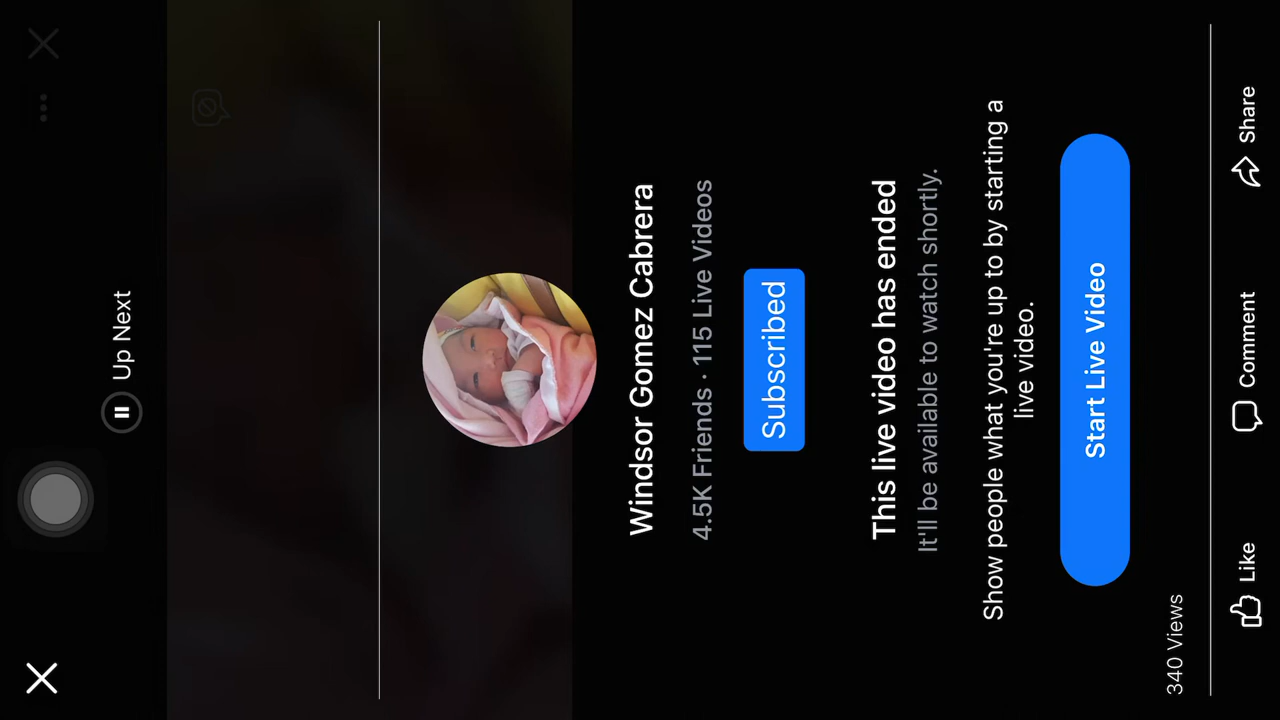 Up Next
Windsor Gomez Cabrera
4.5K Friends · 115 Live Videos
Subscribed
This live video has ended
It'll be available to watch shortly.
Show people what you're up to by starting a
live video.
Start Live Video
340 Views
Like
Comment
Share